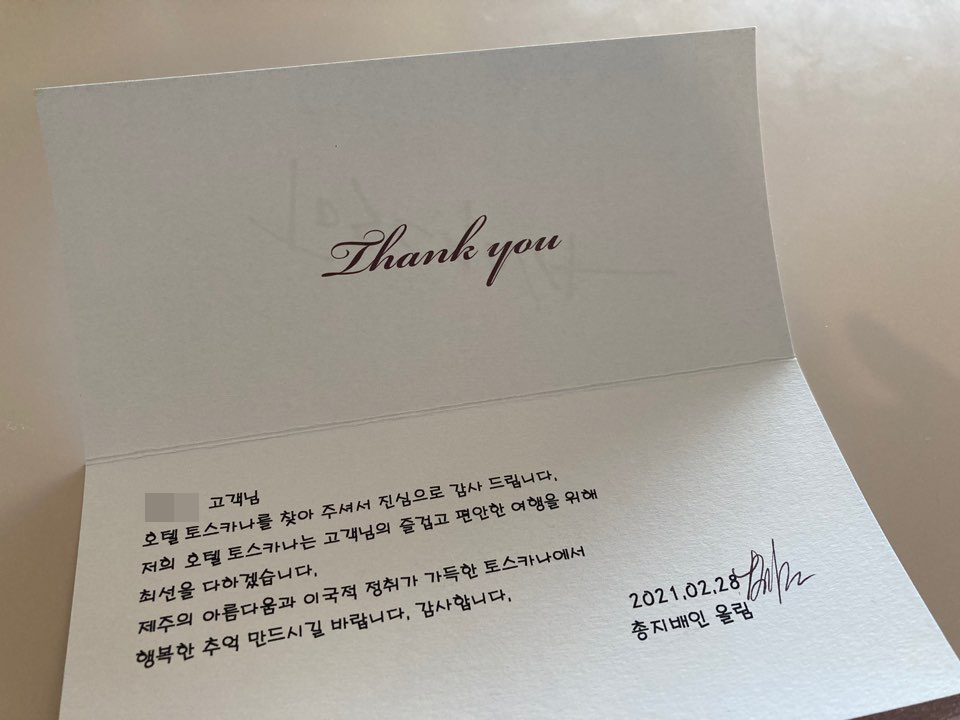 Thank you
고객님
호텔 토스카나를 찾아 주셔서 진심으로 감사 드립니다.
저희 호텔 토스카나는 고객님의 즐겁고 편안한 여행을 위해
최선을 다하겠습니다.
제주의 아름다움과 이국적 정취가 가득한 토스카나에서
행복한 추억 만드시길 바랍니다. 감사합니다.
2021.02.28
총지배인 올림